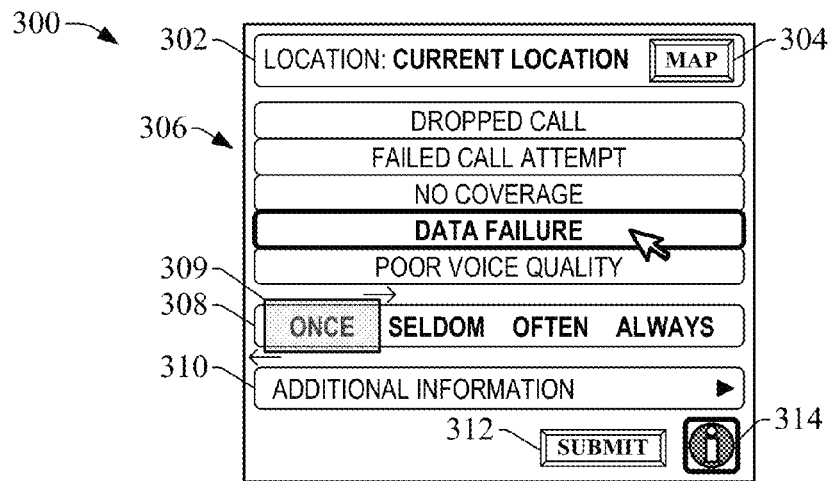 300
302
LOCATION: CURRENT LOCATION MAP
304
306
DROPPED CALL
FAILED CALL ATTEMPT
NO COVERAGE
DATA FAILURE
POOR VOICE QUALITY
309
308
ONCE SELDOM OFTEN ALWAYS
310
ADDITIONAL INFORMATION
312
SUBMIT
i
314